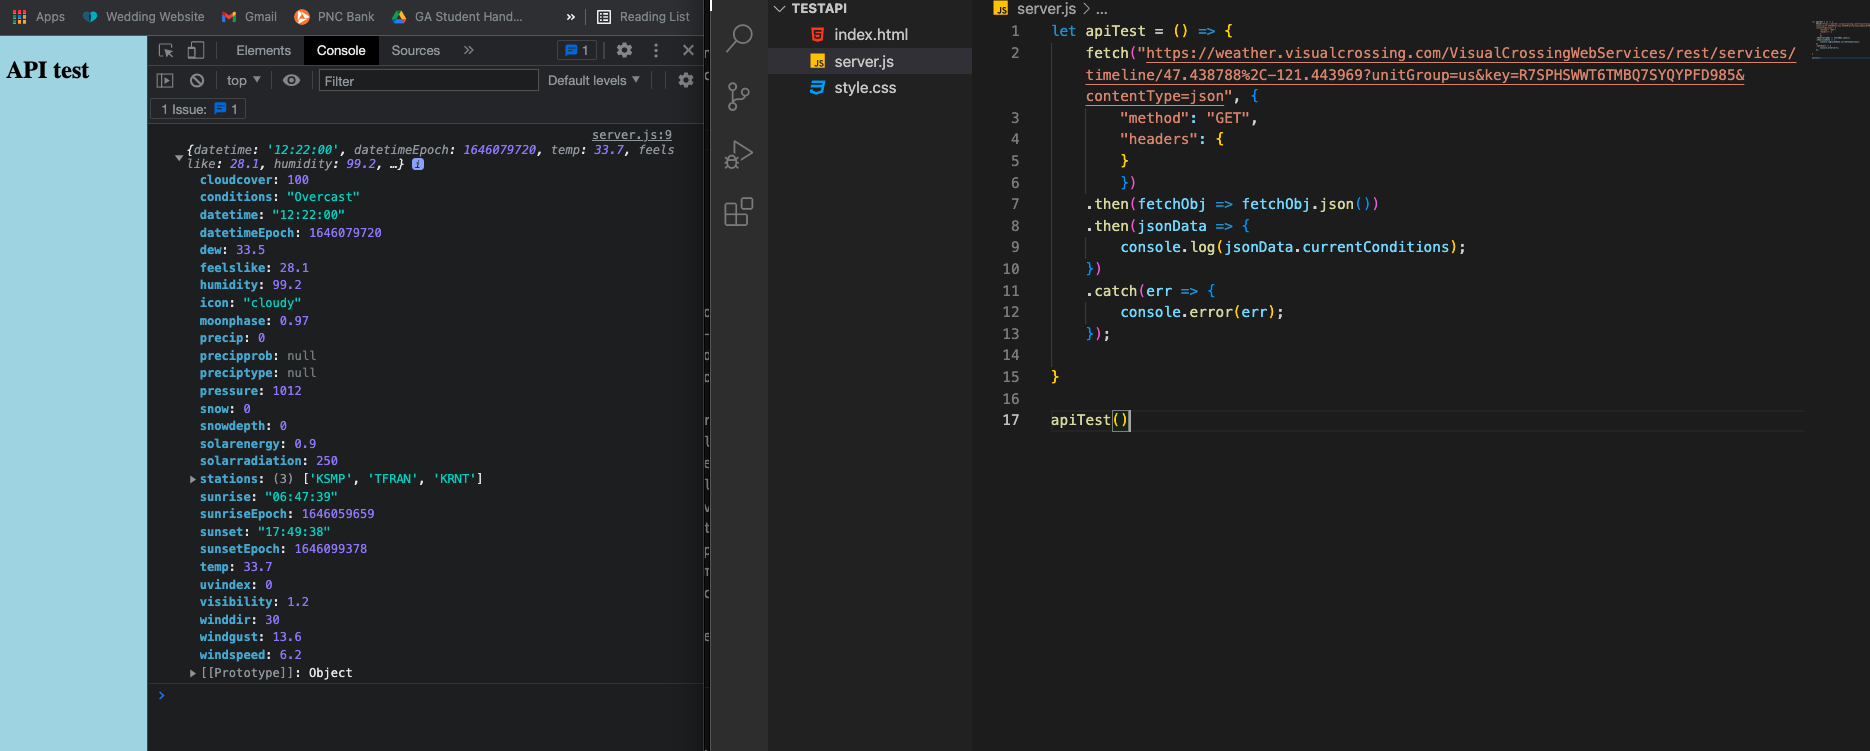 Apps Wedding Website Gmail PNC Bank GA Student Hand... » Reading List
API test
Elements Console Sources » 1
top Filter Default levels
1 Issue: 1
server.js:9
{datetime: '12:22:00', datetimeEpoch: 1646079720, temp: 33.7, feels
like: 28.1, humidity: 99.2, …} i
cloudcover: 100
conditions: "Overcast"
datetime: "12:22:00"
datetimeEpoch: 1646079720
dew: 33.5
feelslike: 28.1
humidity: 99.2
icon: "cloudy"
moonphase: 0.97
precip: 0
precipprob: null
preciptype: null
pressure: 1012
snow: 0
snowdepth: 0
solarenergy: 0.9
solarradiation: 250
stations: (3) ['KSMP', 'TFRAN', 'KRNT']
sunrise: "06:47:39"
sunriseEpoch: 1646059659
sunset: "17:49:38"
sunsetEpoch: 1646099378
temp: 33.7
uvindex: 0
visibility: 1.2
winddir: 30
windgust: 13.6
windspeed: 6.2
[[Prototype]]: Object
TESTAPI
index.html
JS server.js
style.css
JS server.js > ...
1 let apiTest = () => {
2 fetch("https://weather.visualcrossing.com/VisualCrossingWebServices/rest/services/
timeline/47.438788%2C-121.443969?unitGroup=us&key=R7SPHSWWT6TMBQ7SYQYPFD985&
contentType=json", {
3 "method": "GET",
4 "headers": {
5 }
6 })
7 .then(fetchObj => fetchObj.json())
8 .then(jsonData => {
9 console.log(jsonData.currentConditions);
10 })
11 .catch(err => {
12 console.error(err);
13 });
14
15 }
16
17 apiTest()